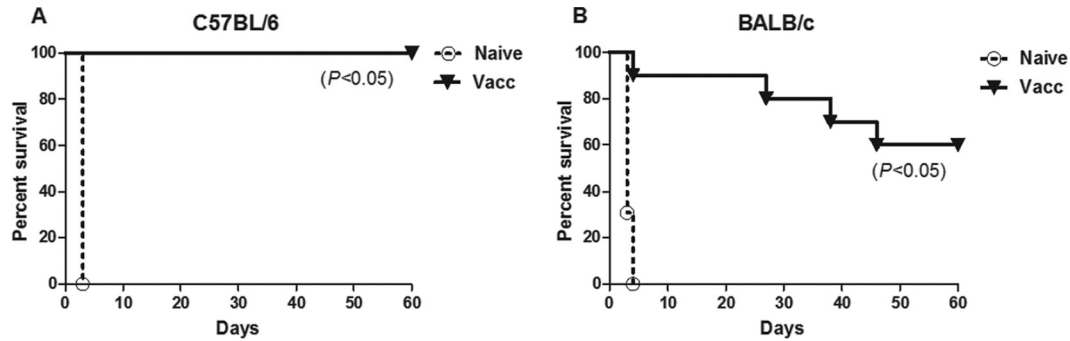 A
C57BL/6
Percent survival
100
80
60
40
20
0
0 10 20 30 40 50 60
Days
(P<0.05)
Naive
Vacc
B
BALB/c
Percent survival
100
80
60
40
20
0
0 10 20 30 40 50 60
Days
(P<0.05)
Naive
Vacc